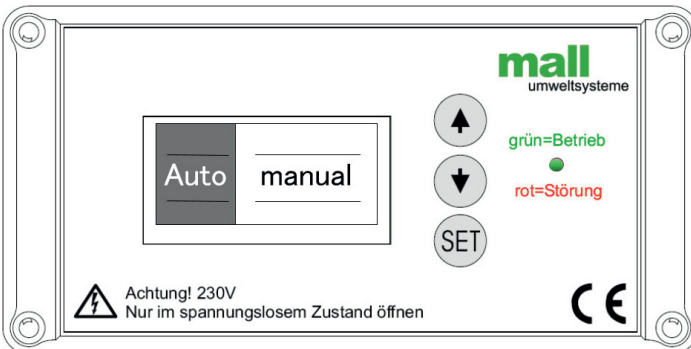 mall
umweltsysteme
Auto manual
grün=Betrieb
rot=Störung
SET
Achtung! 230V
Nur im spannungslosem Zustand öffnen
CE